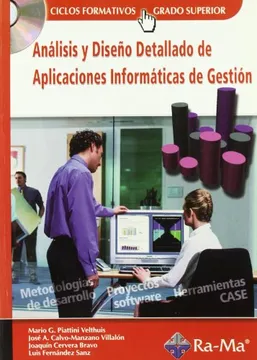 CICLOS FORMATIVOS GRADO SUPERIOR
Análisis y Diseño Detallado de
Aplicaciones Informáticas de Gestión
Metodologías
de desarrollo
Proyectos
software
Herramientas
CASE
Mario G. Piattini Velthuis
José A. Calvo-Manzano Villalón
Joaquín Cervera Bravo
Luis Fernández Sanz
Ra-Ma®